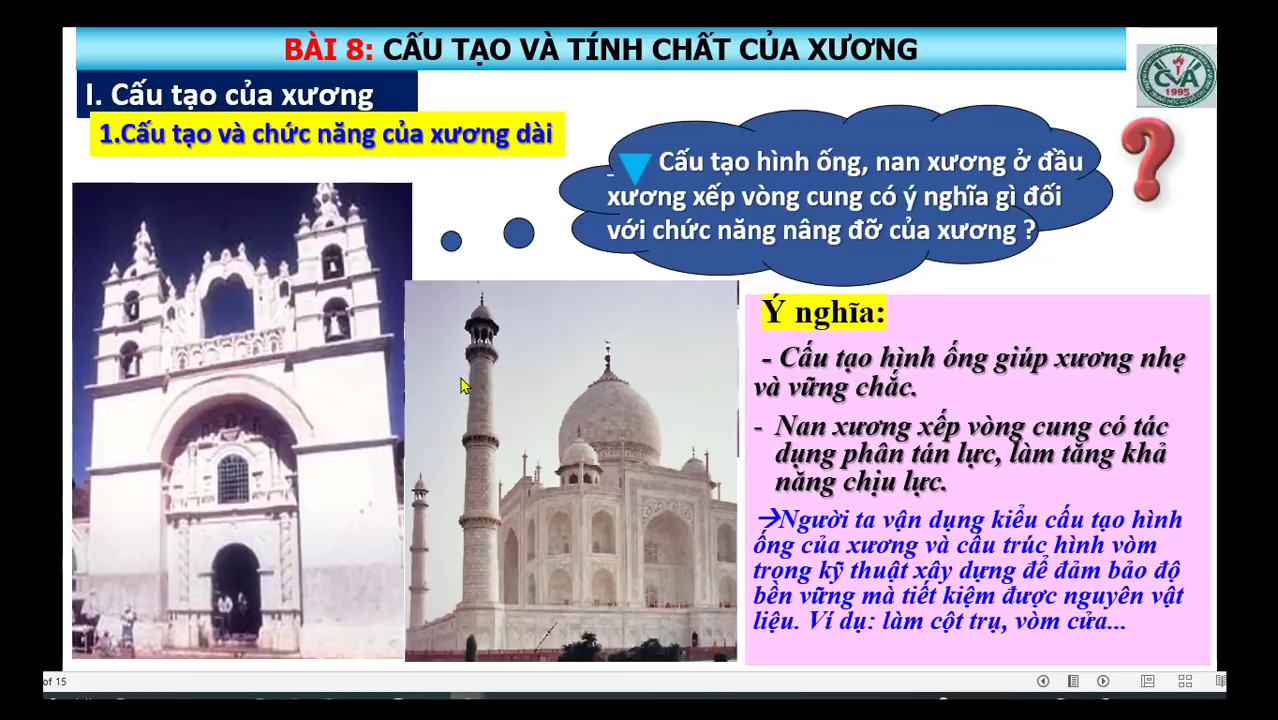 BÀI 8: CẤU TẠO VÀ TÍNH CHẤT CỦA XƯƠNG
I. Cấu tạo của xương
1.Cấu tạo và chức năng của xương dài
CVA
1995
Cấu tạo hình ống, nan xương ở đầu
xương xếp vòng cung có ý nghĩa gì đối
với chức năng nâng đỡ của xương ?
Ý nghĩa:
- Cấu tạo hình ống giúp xương nhẹ
và vững chắc.
- Nan xương xếp vòng cung có tác
dụng phân tán lực, làm tăng khả
năng chịu lực.
→Người ta vận dụng kiểu cấu tạo hình
ống của xương và cấu trúc hình vòm
trong kỹ thuật xây dựng để đảm bảo độ
bền vững mà tiết kiệm được nguyên vật
liệu. Ví dụ: làm cột trụ, vòm cửa...
of 15